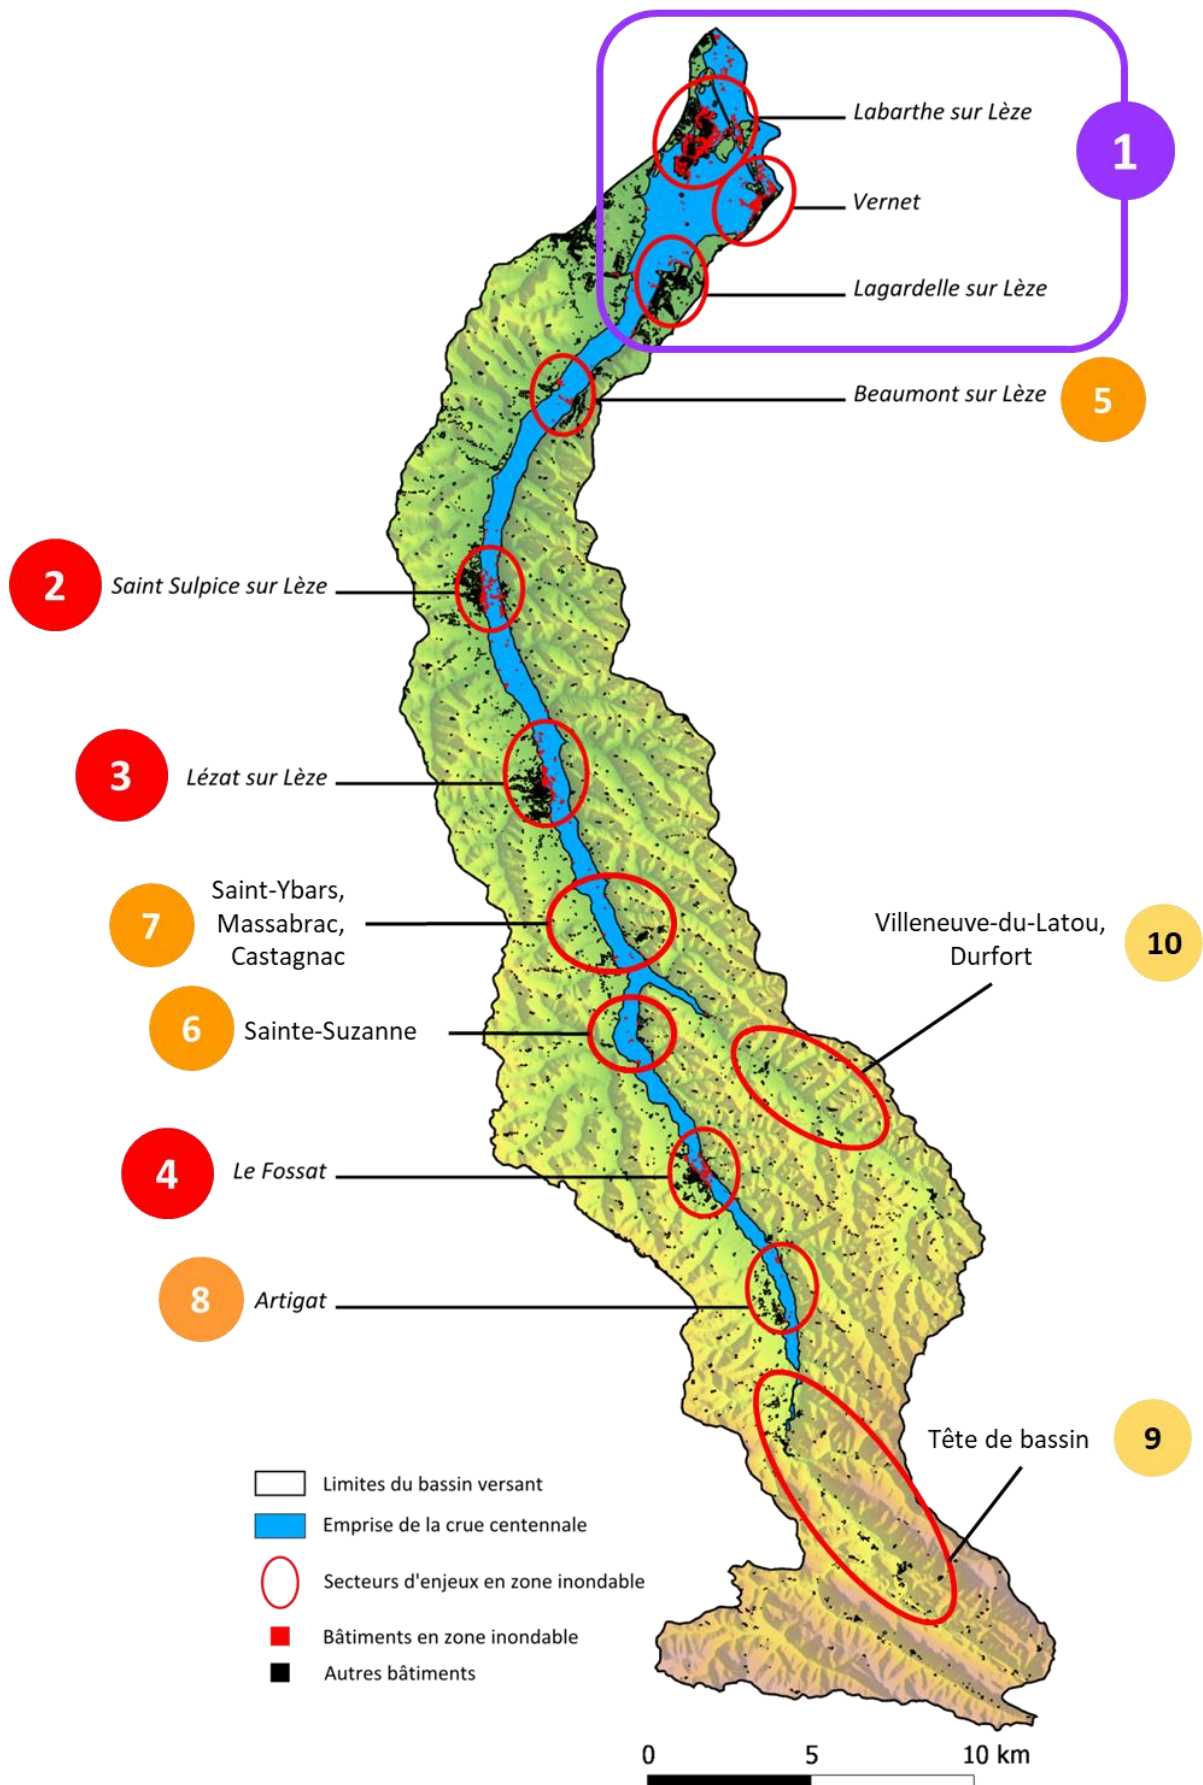 Labarthe sur Lèze
1
Vernet
Lagardelle sur Lèze
Beaumont sur Lèze
5
2
Saint Sulpice sur Lèze
3
Lézat sur Lèze
7
Saint-Ybars,
Massabrac,
Castagnac
Villeneuve-du-Latou,
Durfort
10
6
Sainte-Suzanne
4
Le Fossat
8
Artigat
Tête de bassin
9
Limites du bassin versant
Emprise de la crue centennale
Secteurs d'enjeux en zone inondable
Bâtiments en zone inondable
Autres bâtiments
0 5 10 km